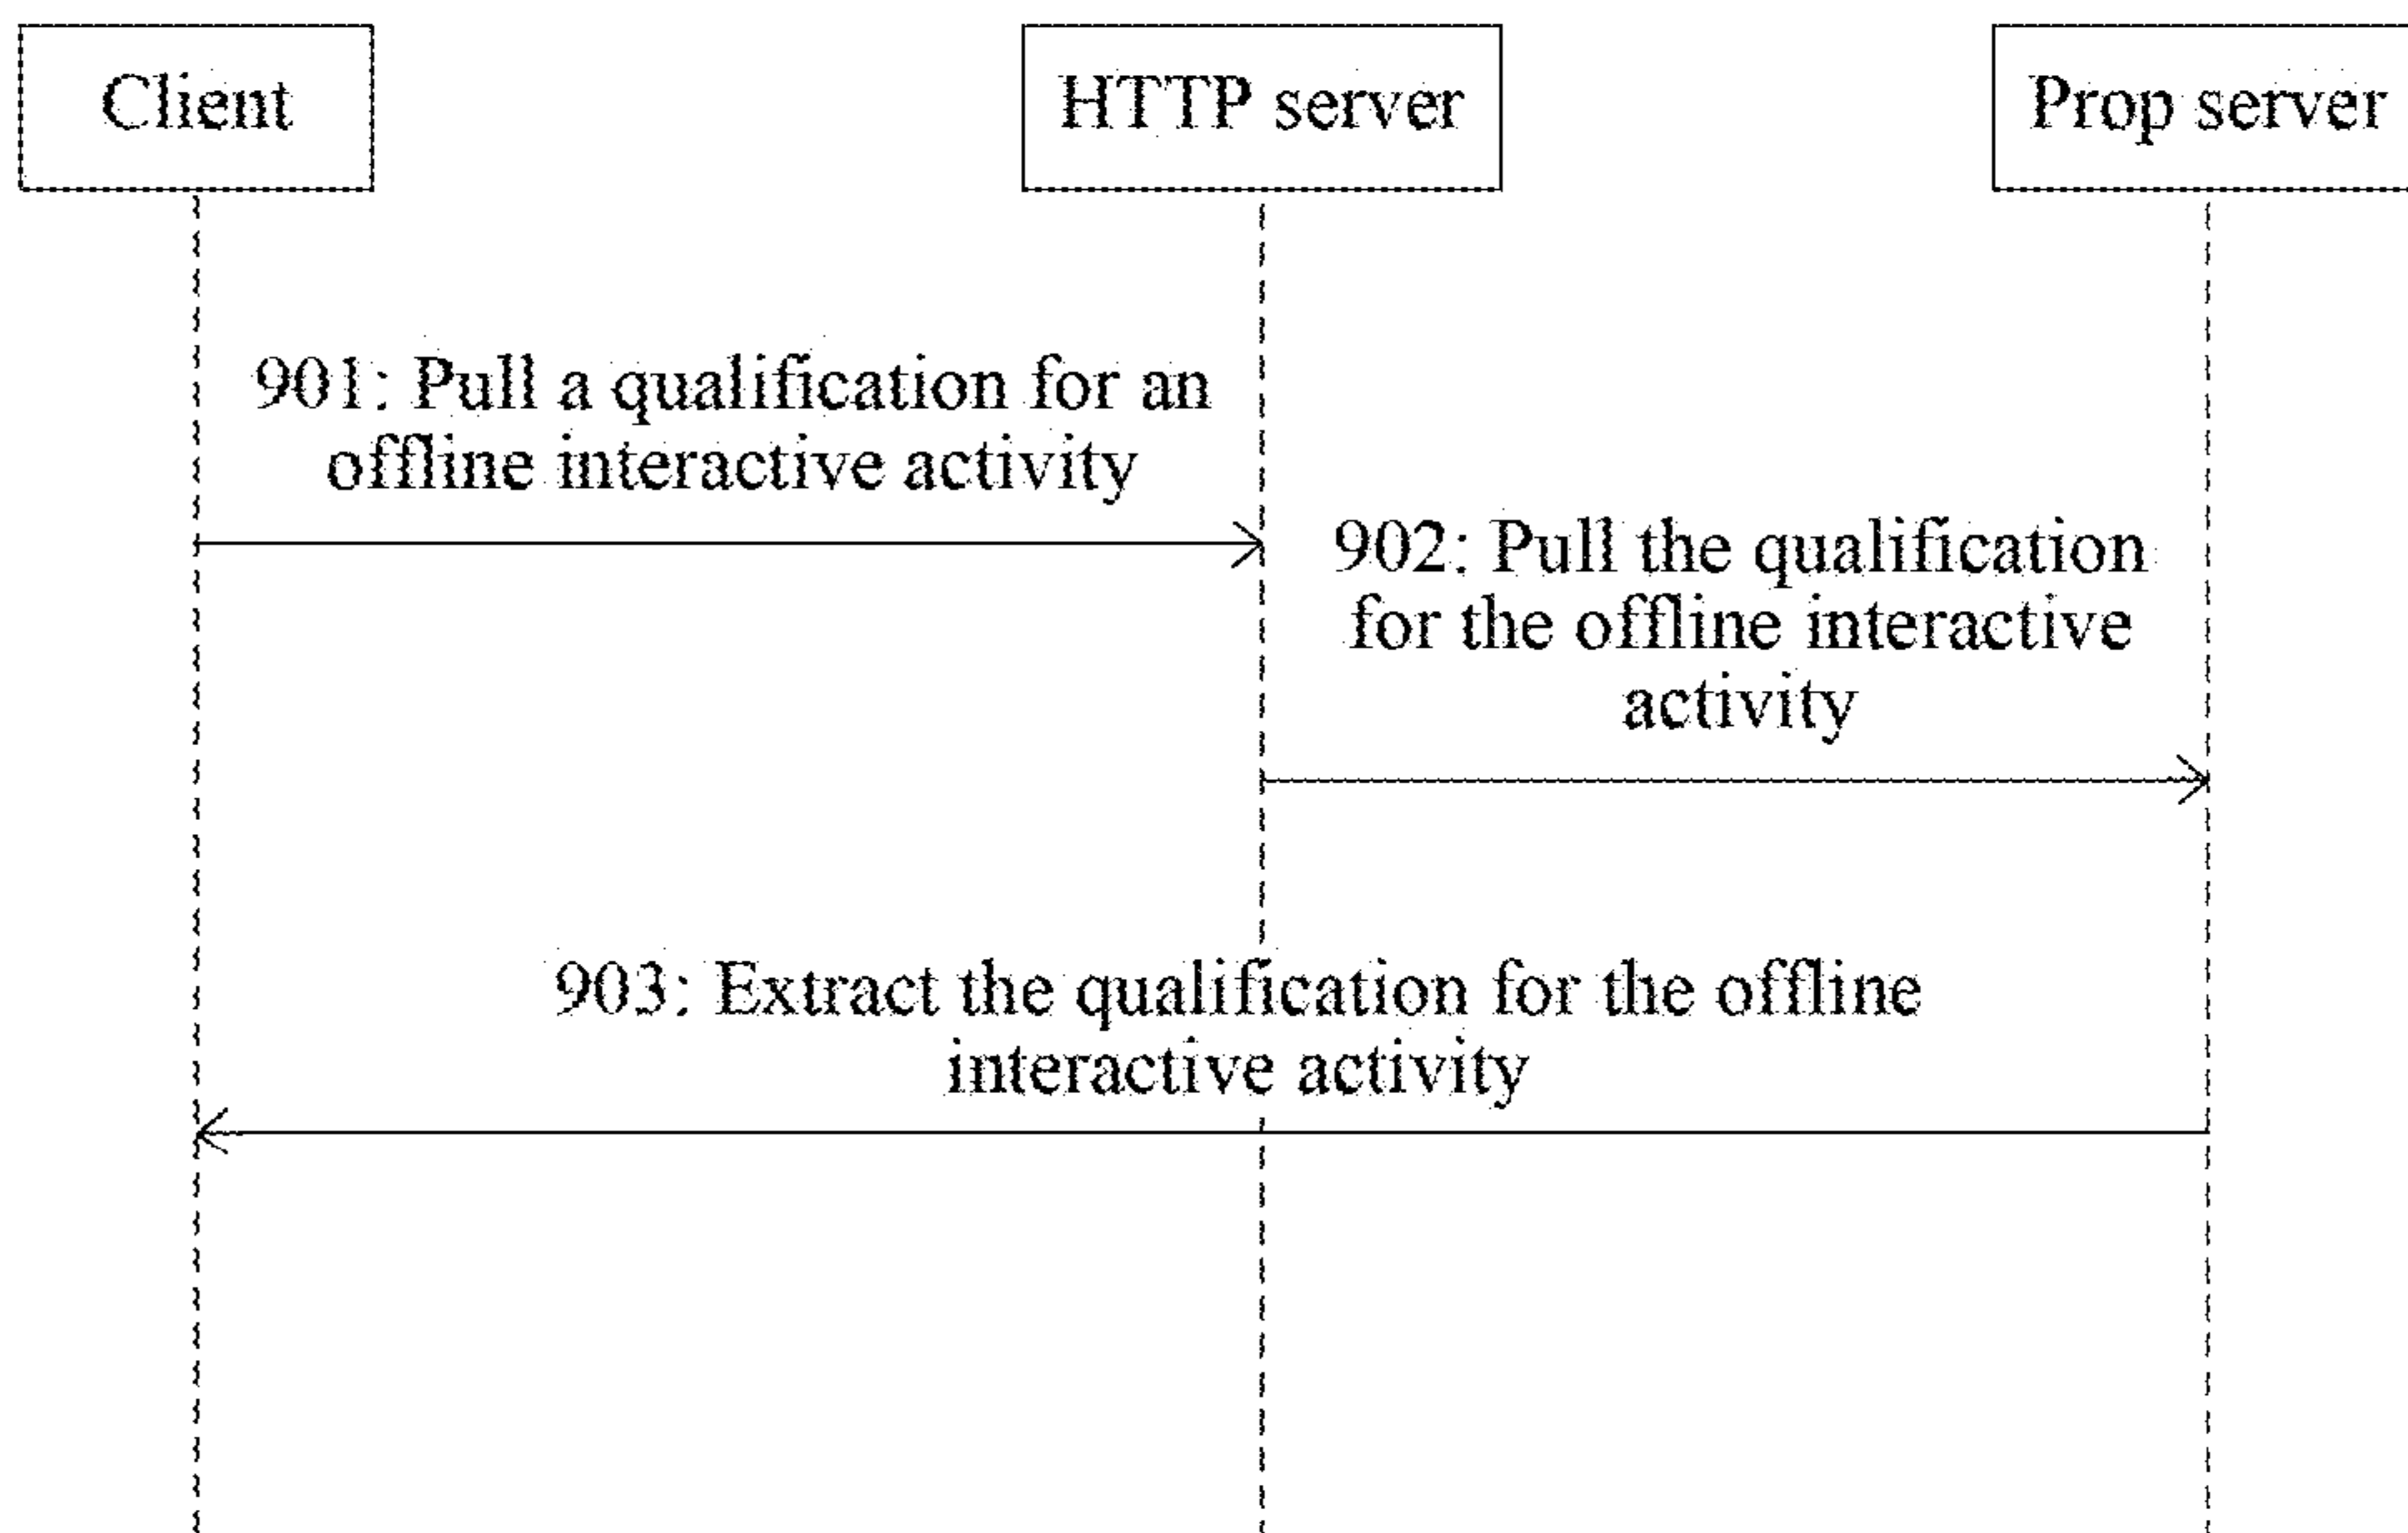 Client
HTTP server
Prop server
901: Pull a qualification for an
offline interactive activity
902: Pull the qualification
for the offline interactive
activity
903: Extract the qualification for the offline
interactive activity